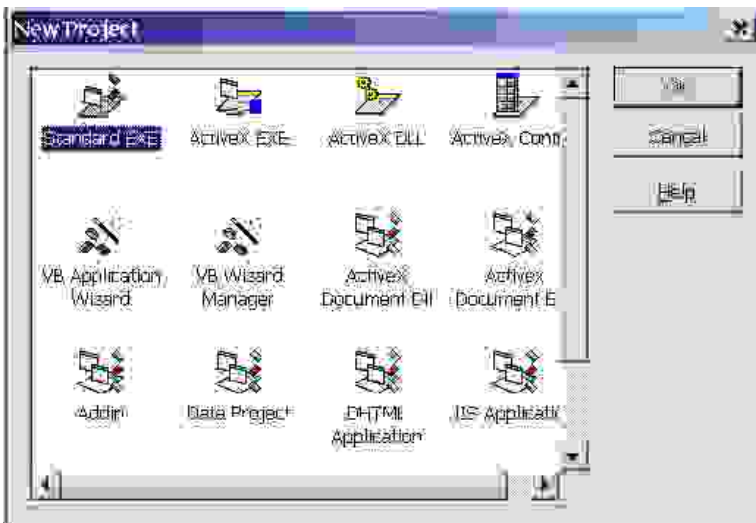 New Project
Standard EXE
ActiveX EXE
ActiveX DLL
ActiveX Contr
Cancel
Help
VB Application
Wizard
VB Wizard
Manager
ActiveX
Document Dll
Activex
Document E
Addin
Data Project
DHTML
Application
IIS Applicati